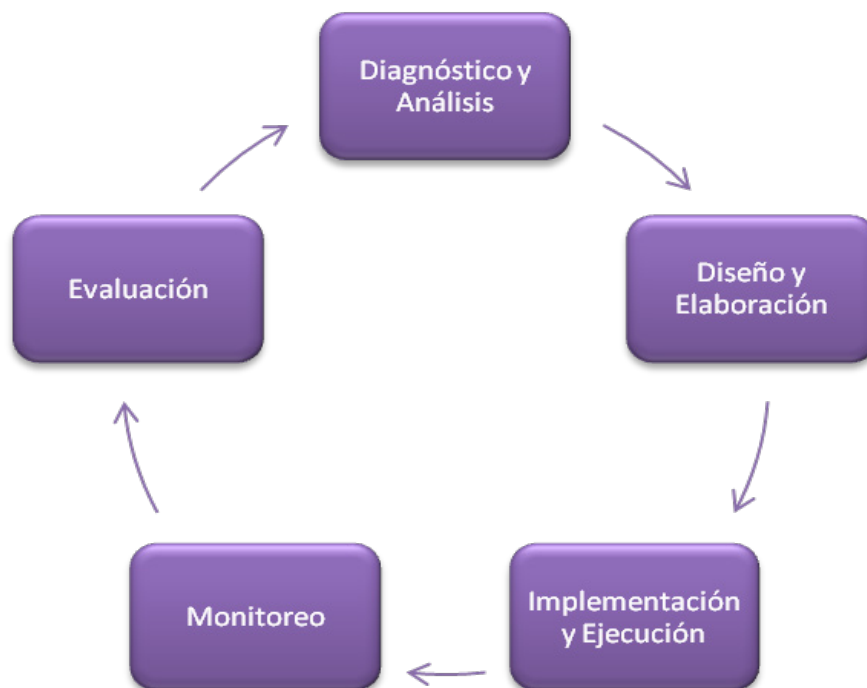 Diagnóstico y
Análisis
Diseño y
Elaboración
Implementación
y Ejecución
Monitoreo
Evaluación